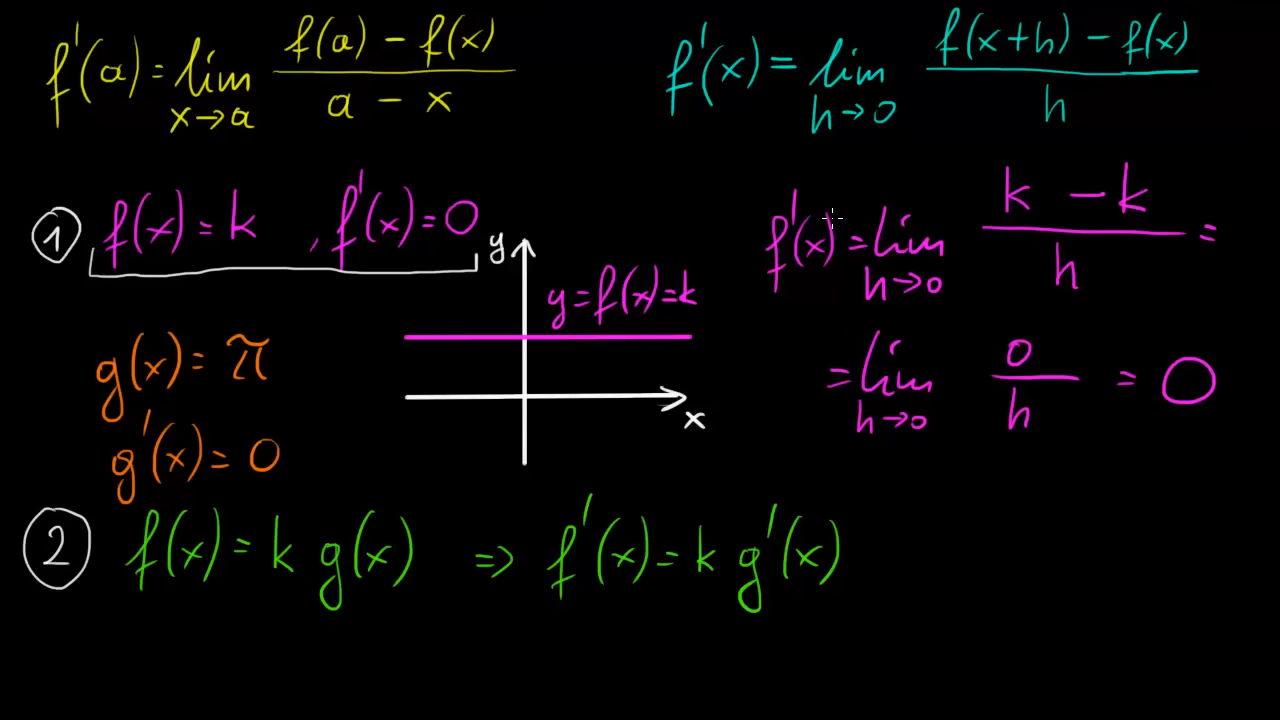 f'(a) = lim x→a (f(a) − f(x)) / (a − x)
f'(x) = lim h→0 (f(x+h) − f(x)) / h
① f(x) = k , f'(x) = 0
y
y = f(x) = k
x
f'(x) = lim h→0 (k − k) / h =
= lim h→0 0 / h = 0
g(x) = π
g'(x) = 0
② f(x) = k g(x) ⇒ f'(x) = k g'(x)